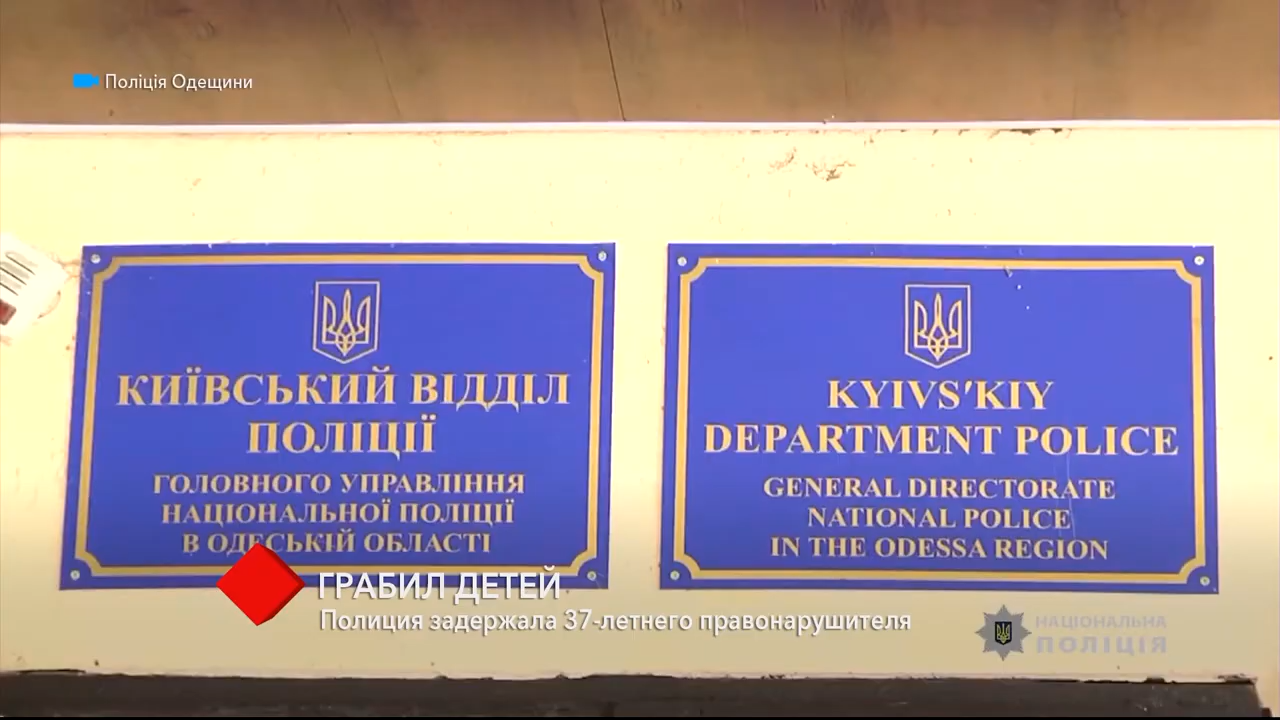 Поліція Одещини
КИЇВСЬКИЙ ВІДДІЛ
ПОЛІЦІЇ
ГОЛОВНОГО УПРАВЛІННЯ
НАЦІОНАЛЬНОЇ ПОЛІЦІЇ
В ОДЕСЬКІЙ ОБЛАСТІ
KYIVS'KIY
DEPARTMENT POLICE
GENERAL DIRECTORATE
NATIONAL POLICE
IN THE ODESSA REGION
ГРАБИЛ ДЕТЕЙ
Полиция задержала 37-летнего правонарушителя
НАЦІОНАЛЬНА
ПОЛІЦІЯ